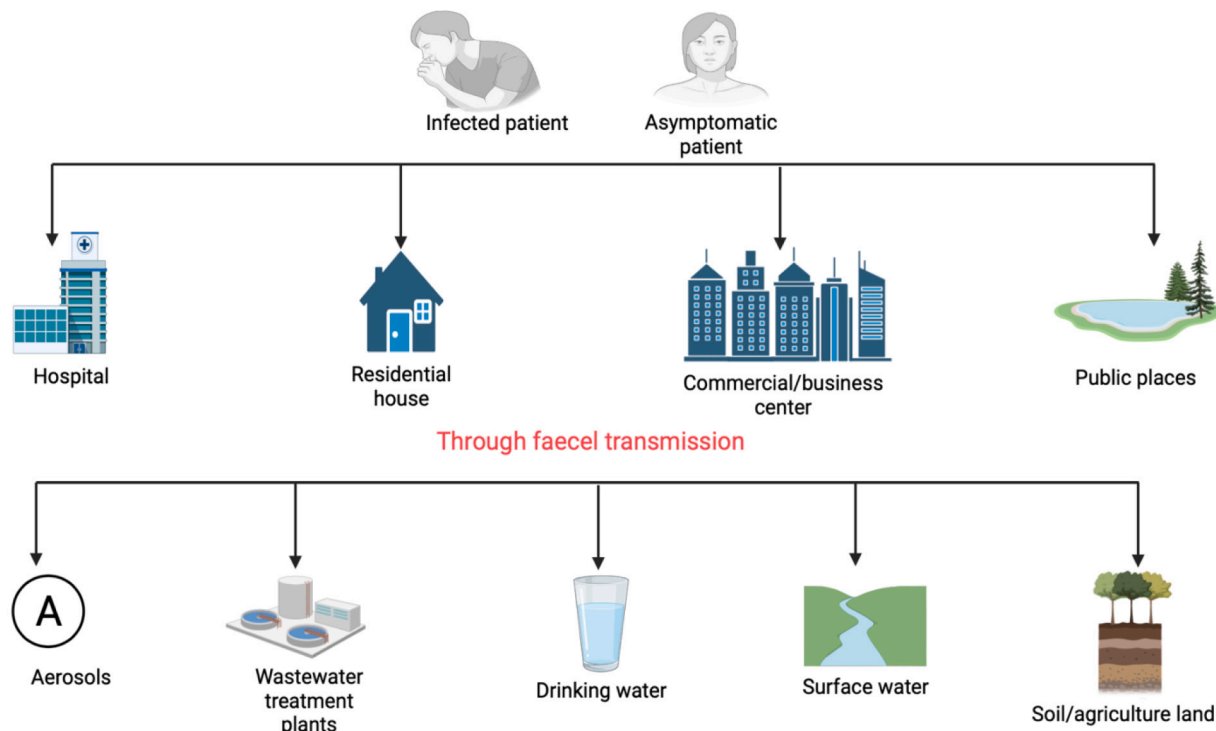 Infected patient
Asymptomatic
patient
Hospital
Residential
house
Commercial/business
center
Public places
Through faecel transmission
A
Aerosols
Wastewater
treatment
plants
Drinking water
Surface water
Soil/agriculture land